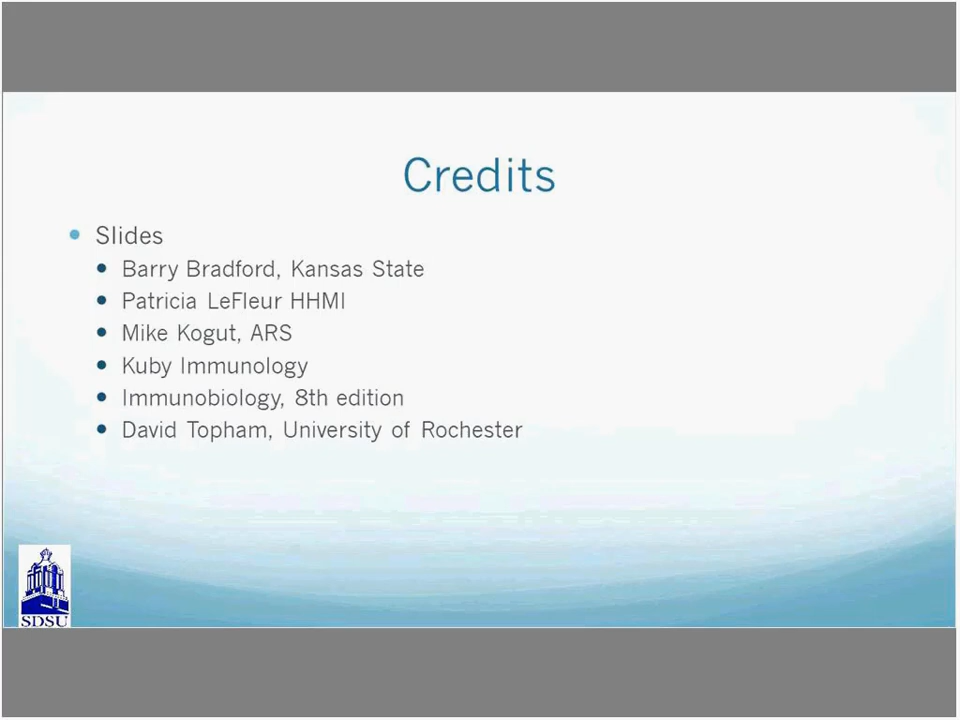 Credits
Slides
Barry Bradford, Kansas State
Patricia LeFleur HHMI
Mike Kogut, ARS
Kuby Immunology
Immunobiology, 8th edition
David Topham, University of Rochester
SDSU